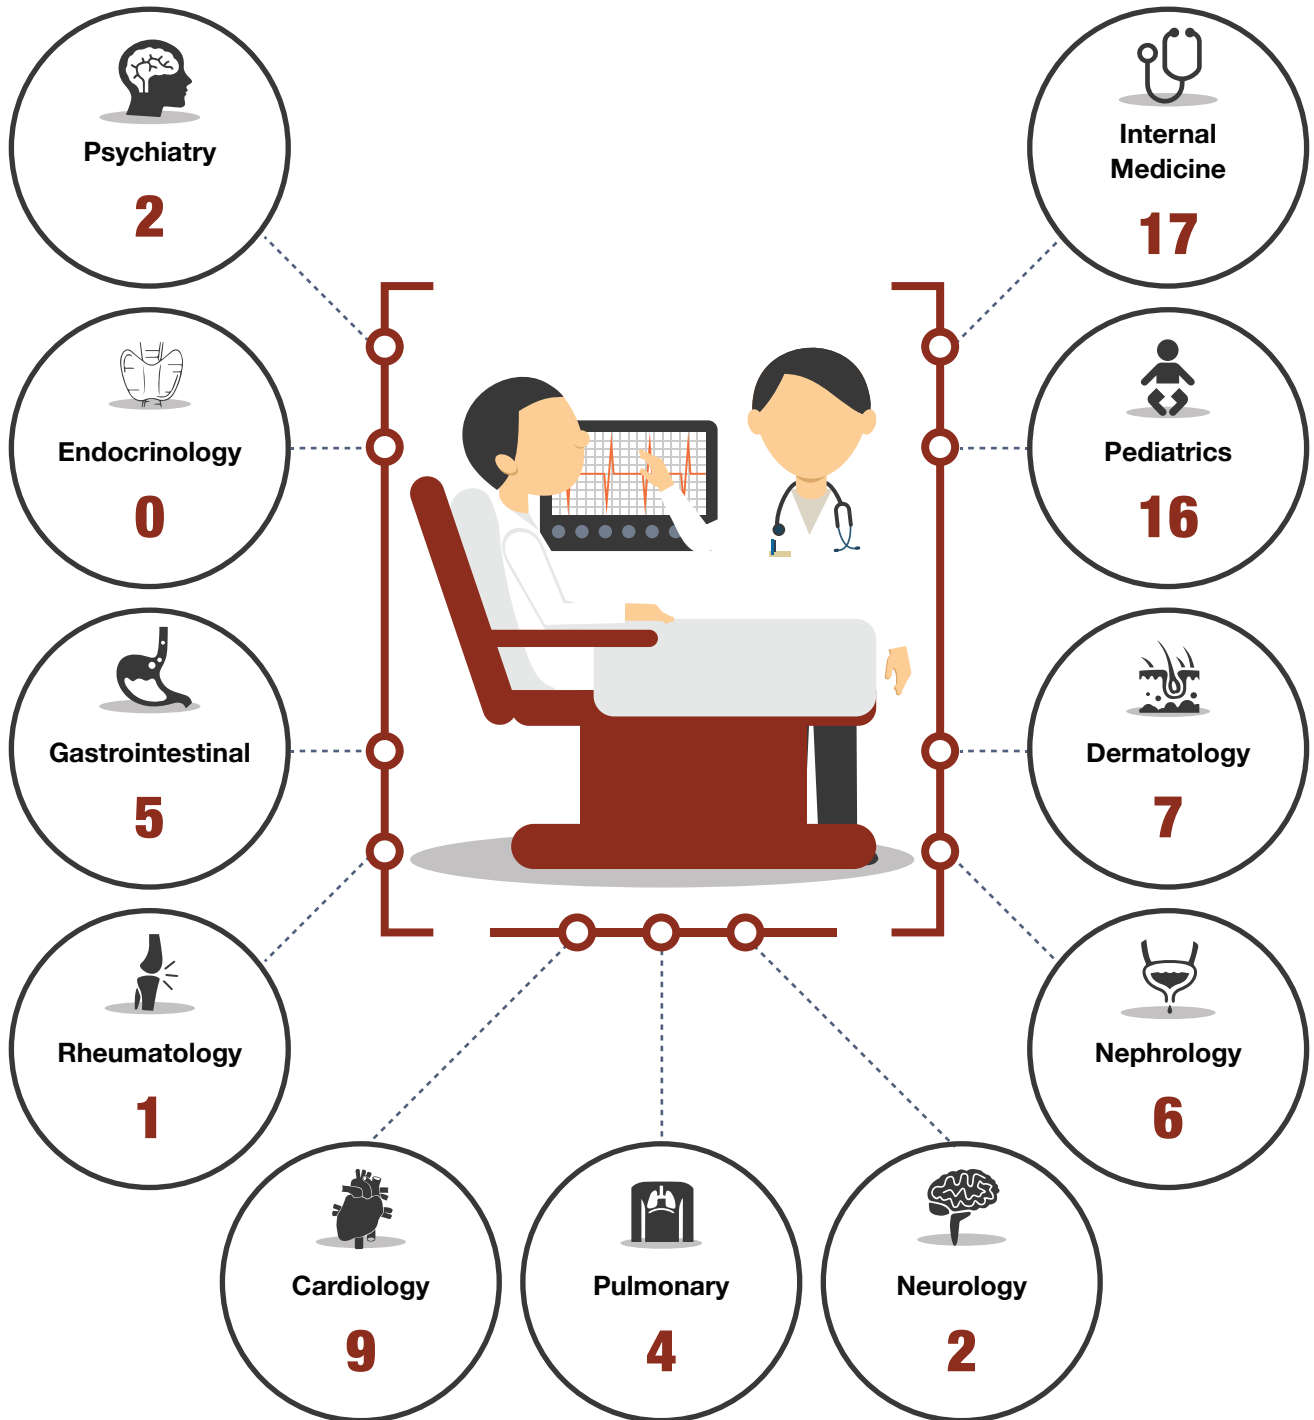 Psychiatry
2
Endocrinology
0
Gastrointestinal
5
Rheumatology
1
Cardiology
9
Pulmonary
4
Neurology
2
Nephrology
6
Dermatology
7
Pediatrics
16
Internal
Medicine
17